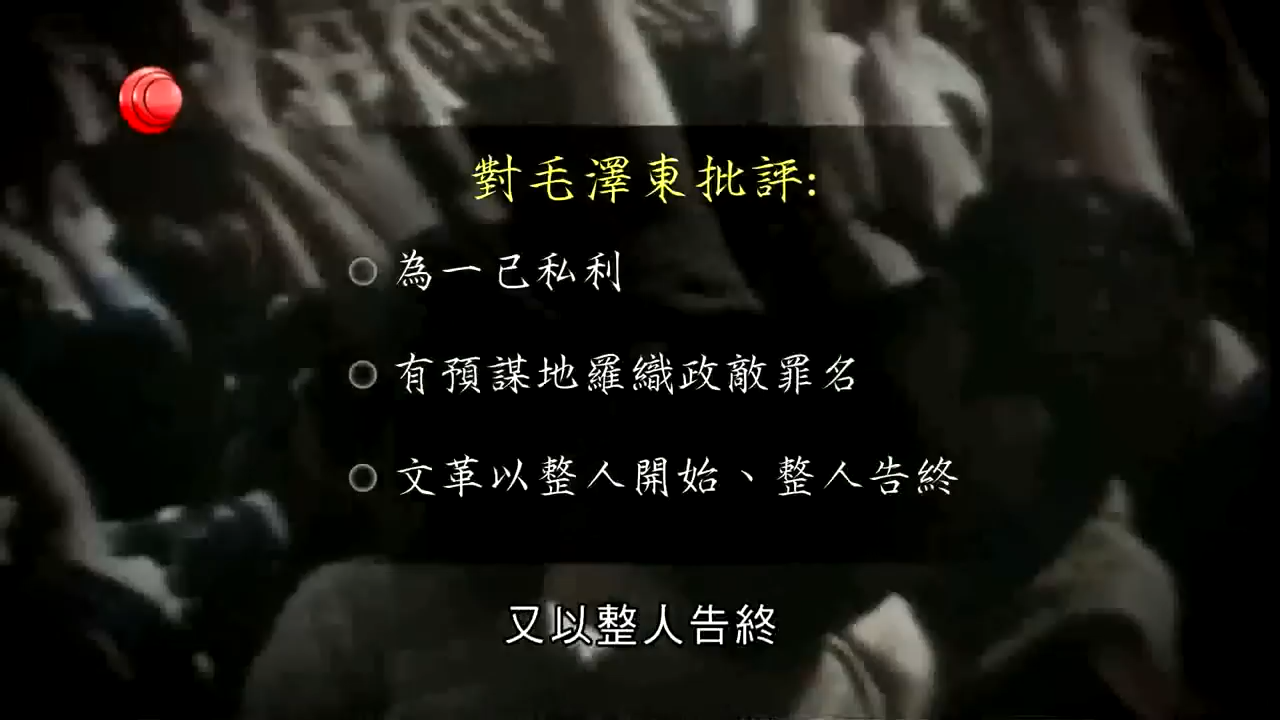 對毛澤東批評:
為一己私利
有預謀地羅織政敵罪名
文革以整人開始、整人告終
又以整人告終